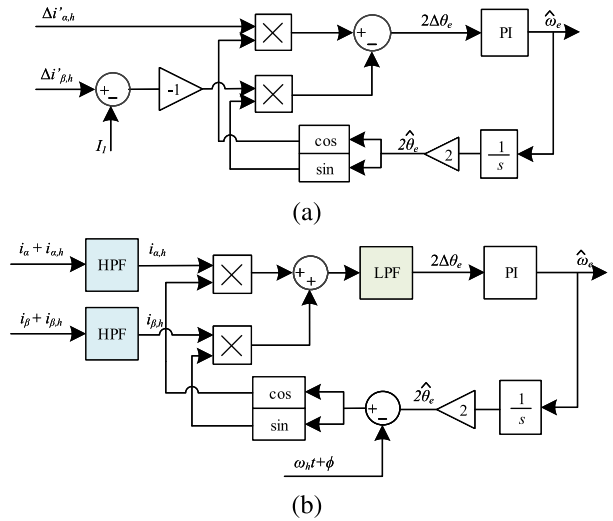 Δi'α,h
2Δθe
PI
ω̂e
Δi'β,h
-1
I1
cos
sin
2θ̂e
2
1/s
(a)
iα + iα,h
HPF
iα,h
LPF
2Δθe
PI
ω̂e
iβ + iβ,h
HPF
iβ,h
cos
sin
2θ̂e
2
1/s
ωht+ϕ
(b)